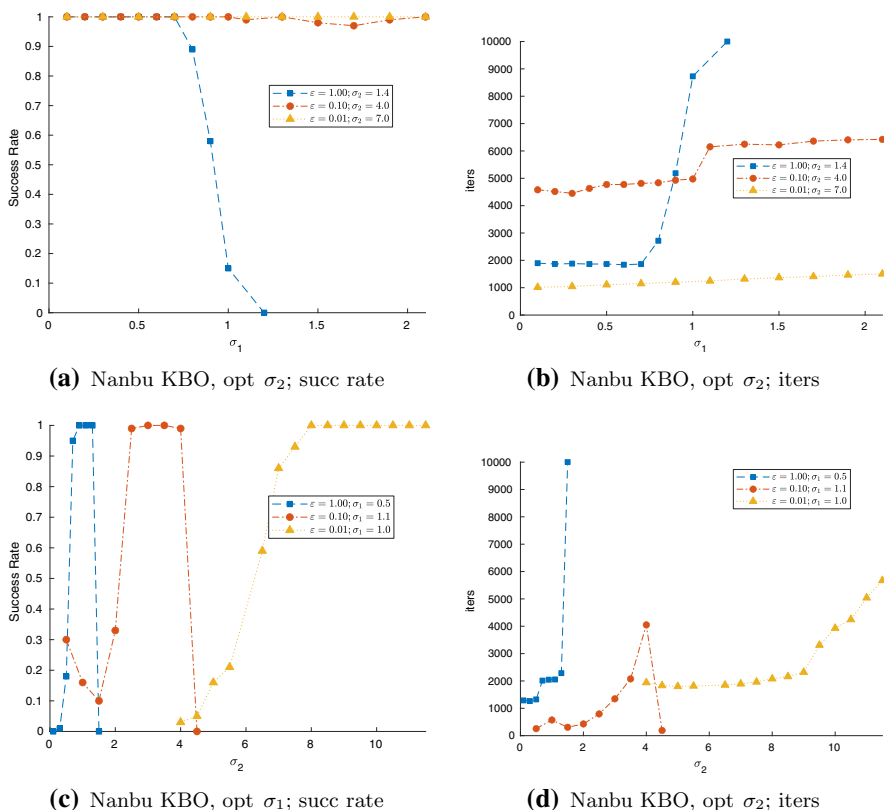 1
0.9
0.8
0.7
0.6
0.5
0.4
0.3
0.2
0.1
0
Success Rate
0 0.5 1 1.5 2
σ₁
ε = 1.00; σ₂ = 1.4
ε = 0.10; σ₂ = 4.0
ε = 0.01; σ₂ = 7.0
(a) Nanbu KBO, opt σ₂; succ rate
10000
9000
8000
7000
6000
5000
4000
3000
2000
1000
0
iters
0 0.5 1 1.5 2
σ₁
ε = 1.00; σ₂ = 1.4
ε = 0.10; σ₂ = 4.0
ε = 0.01; σ₂ = 7.0
(b) Nanbu KBO, opt σ₂; iters
1
0.9
0.8
0.7
0.6
0.5
0.4
0.3
0.2
0.1
0
Success Rate
0 2 4 6 8 10
σ₂
ε = 1.00; σ₁ = 0.5
ε = 0.10; σ₁ = 1.1
ε = 0.01; σ₁ = 1.0
(c) Nanbu KBO, opt σ₁; succ rate
10000
9000
8000
7000
6000
5000
4000
3000
2000
1000
0
iters
0 2 4 6 8 10
σ₂
ε = 1.00; σ₁ = 0.5
ε = 0.10; σ₁ = 1.1
ε = 0.01; σ₁ = 1.0
(d) Nanbu KBO, opt σ₂; iters